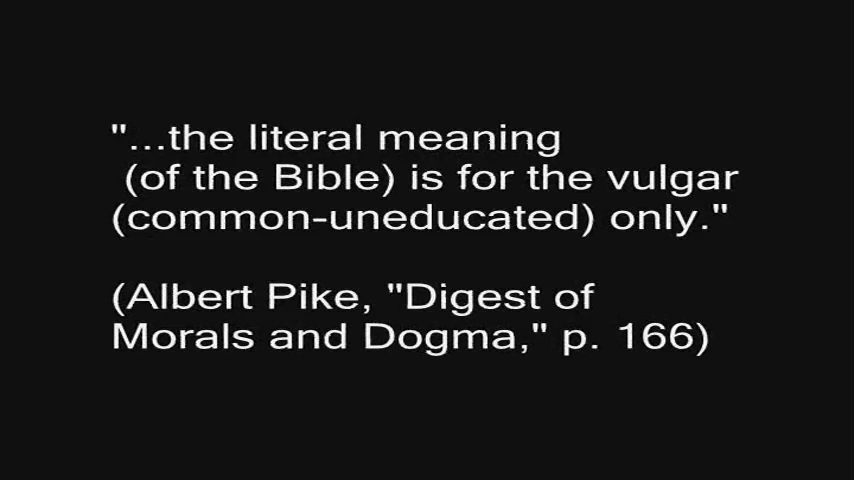 "...the literal meaning
(of the Bible) is for the vulgar
(common-uneducated) only."
(Albert Pike, "Digest of
Morals and Dogma," p. 166)